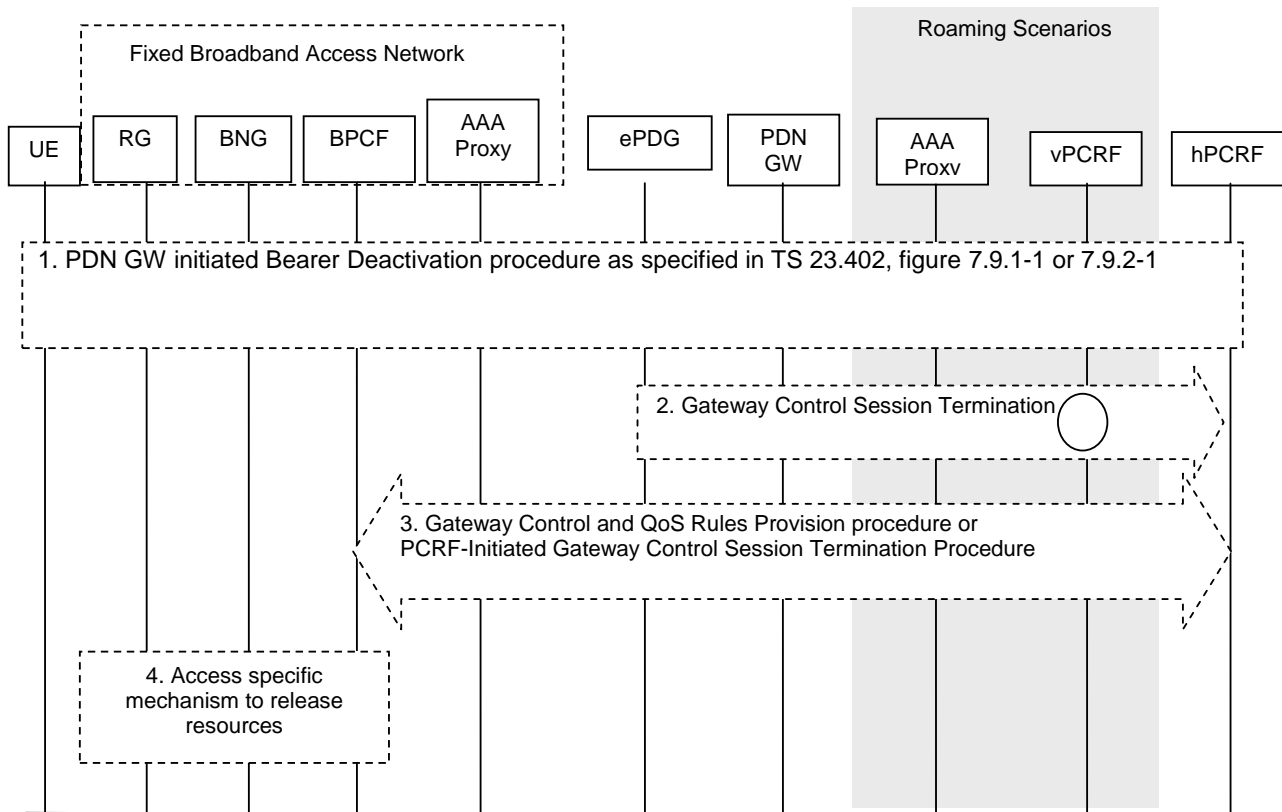 Roaming Scenarios
Fixed Broadband Access Network
UE
RG
BNG
BPCF
AAA
Proxy
ePDG
PDN
GW
AAA
Proxv
vPCRF
hPCRF
1. PDN GW initiated Bearer Deactivation procedure as specified in TS 23.402, figure 7.9.1-1 or 7.9.2-1
2. Gateway Control Session Termination
3. Gateway Control and QoS Rules Provision procedure or
PCRF-Initiated Gateway Control Session Termination Procedure
4. Access specific
mechanism to release
resources